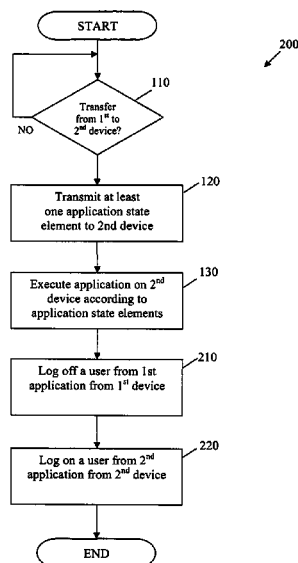 START
200
110
Transfer
from 1st to
2nd device?
NO
120
Transmit at least
one application state
element to 2nd device
130
Execute application on 2nd
device according to
application state elements
210
Log off a user from 1st
application from 1st device
220
Log on a user from 2nd
application from 2nd device
END